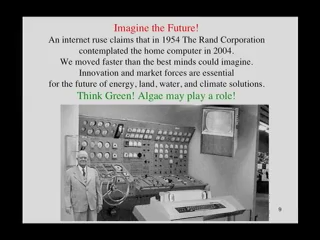 Imagine the Future!
An internet ruse claims that in 1954 The Rand Corporation
contemplated the home computer in 2004.
We moved faster than the best minds could imagine.
Innovation and market forces are essential
for the future of energy, land, water, and climate solutions.
Think Green! Algae may play a role!